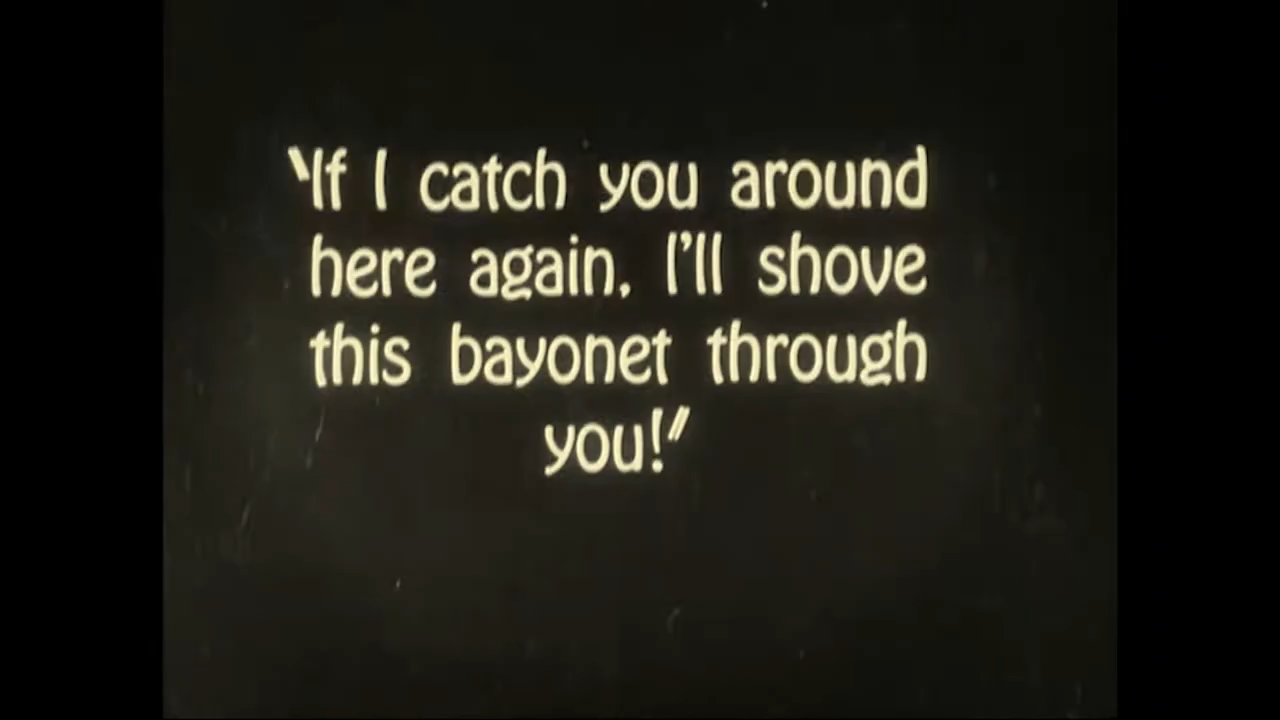 "If I catch you around
here again, I'll shove
this bayonet through
you!"